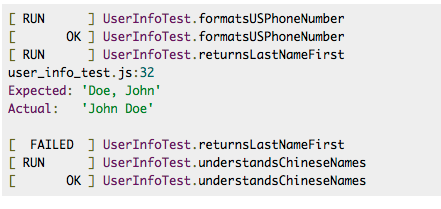 [ RUN      ] UserInfoTest.formatsUSPhoneNumber
[       OK ] UserInfoTest.formatsUSPhoneNumber
[ RUN      ] UserInfoTest.returnsLastNameFirst
user_info_test.js:32
Expected: 'Doe, John'
Actual:   'John Doe'
[  FAILED  ] UserInfoTest.returnsLastNameFirst
[ RUN      ] UserInfoTest.understandsChineseNames
[       OK ] UserInfoTest.understandsChineseNames